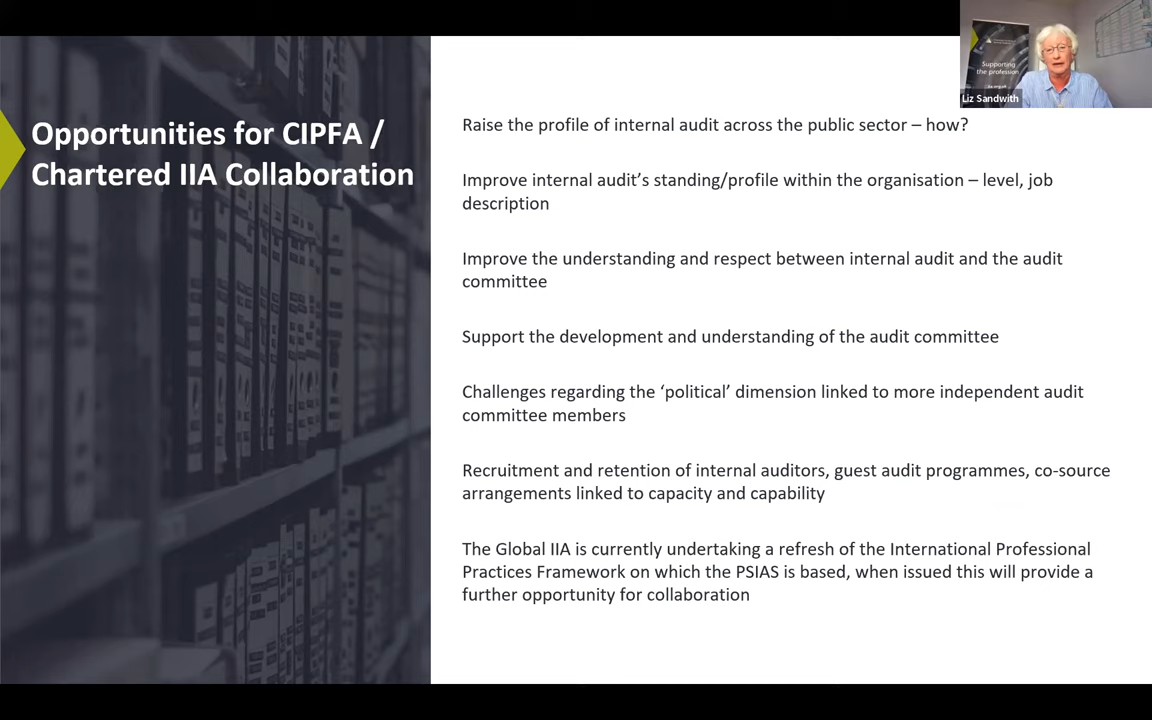 Opportunities for CIPFA /
Chartered IIA Collaboration
Supporting
the profession
Liz Sandwith
Raise the profile of internal audit across the public sector – how?
Improve internal audit’s standing/profile within the organisation – level, job
description
Improve the understanding and respect between internal audit and the audit
committee
Support the development and understanding of the audit committee
Challenges regarding the ‘political’ dimension linked to more independent audit
committee members
Recruitment and retention of internal auditors, guest audit programmes, co-source
arrangements linked to capacity and capability
The Global IIA is currently undertaking a refresh of the International Professional
Practices Framework on which the PSIAS is based, when issued this will provide a
further opportunity for collaboration